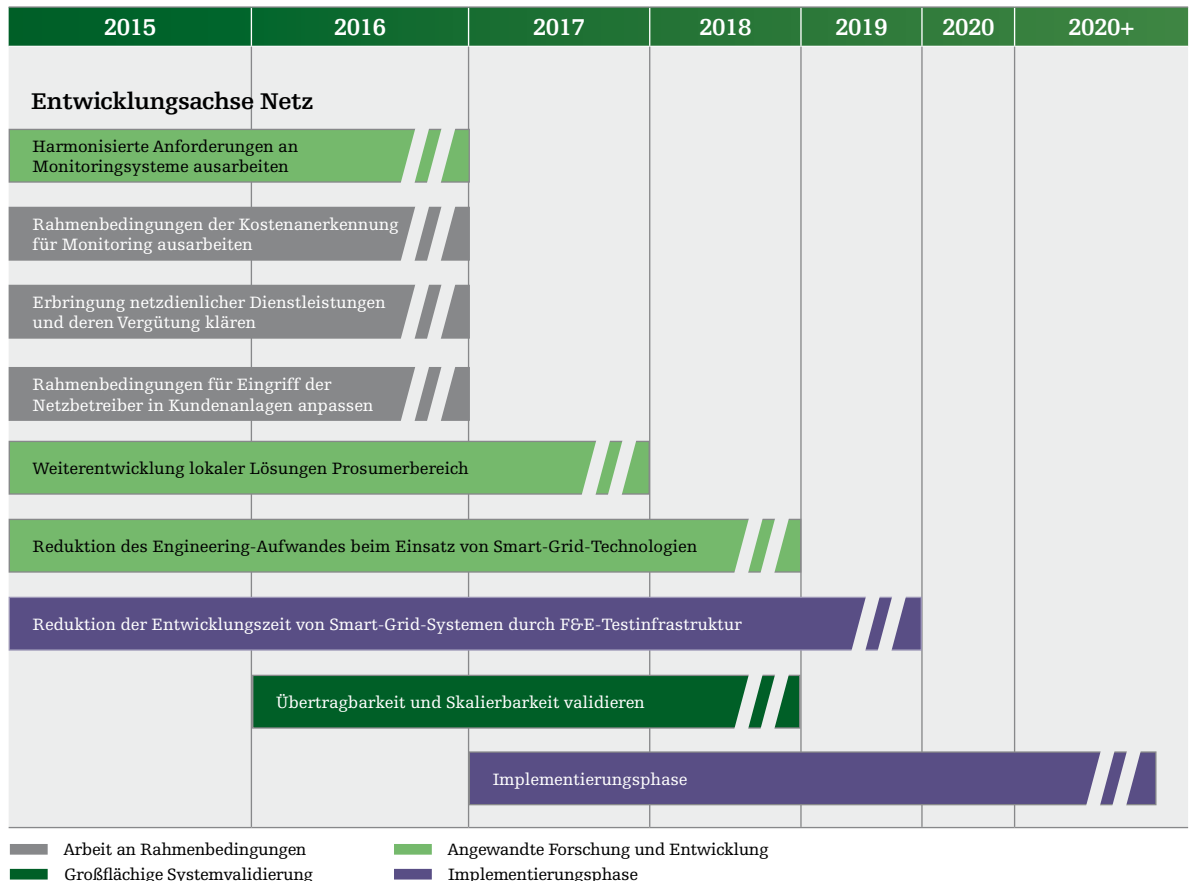 2015 2016 2017 2018 2019 2020 2020+
Entwicklungsachse Netz
Harmonisierte Anforderungen an
Monitoringsysteme ausarbeiten
Rahmenbedingungen der Kostenanerkennung
für Monitoring ausarbeiten
Erbringung netzdienlicher Dienstleistungen
und deren Vergütung klären
Rahmenbedingungen für Eingriff der
Netzbetreiber in Kundenanlagen anpassen
Weiterentwicklung lokaler Lösungen Prosumerbereich
Reduktion des Engineering-Aufwandes beim Einsatz von Smart-Grid-Technologien
Reduktion der Entwicklungszeit von Smart-Grid-Systemen durch F&E-Testinfrastruktur
Übertragbarkeit und Skalierbarkeit validieren
Implementierungsphase
Arbeit an Rahmenbedingungen Angewandte Forschung und Entwicklung
Großflächige Systemvalidierung Implementierungsphase